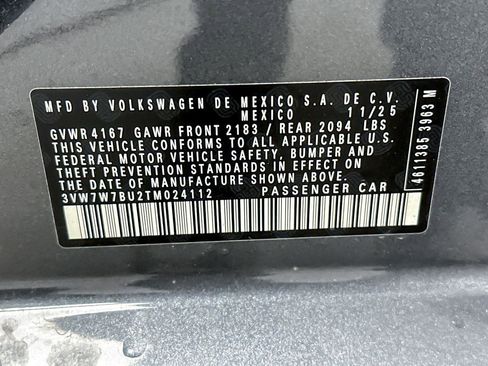 MFD BY VOLKSWAGEN DE MEXICO S.A. DE C.V.
MEXICO 11/25
GVWR 4167 GAWR FRONT 2183 / REAR 2094 LBS
THIS VEHICLE CONFORMS TO ALL APPLICABLE U.S.
FEDERAL MOTOR VEHICLE SAFETY, BUMPER AND
THEFT PREVENTION STANDARDS IN EFFECT ON
THE DATE OF MANUFACTURE SHOWN ABOVE.
3VW7W7BU2TM024112 PASSENGER CAR
4611385 3963 M